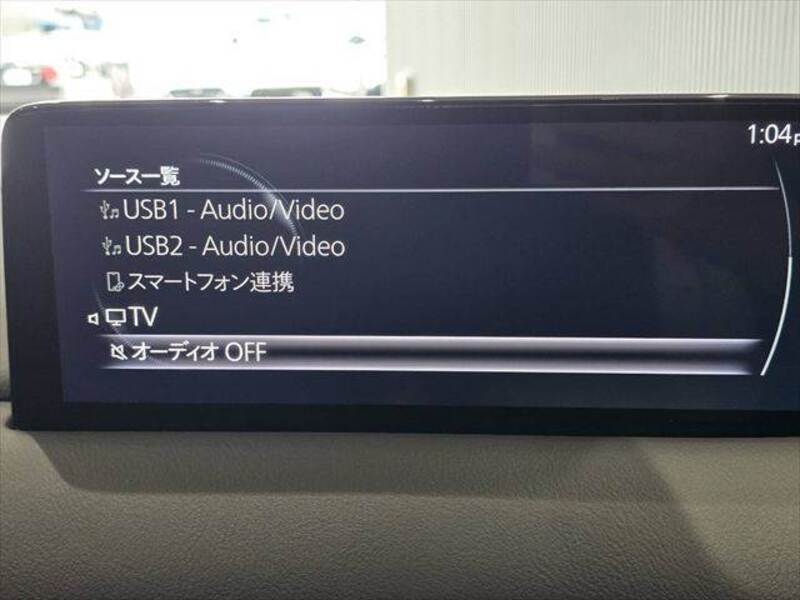 1:04
ソース一覧
USB1 - Audio/Video
USB2 - Audio/Video
スマートフォン連携
TV
オーディオ OFF